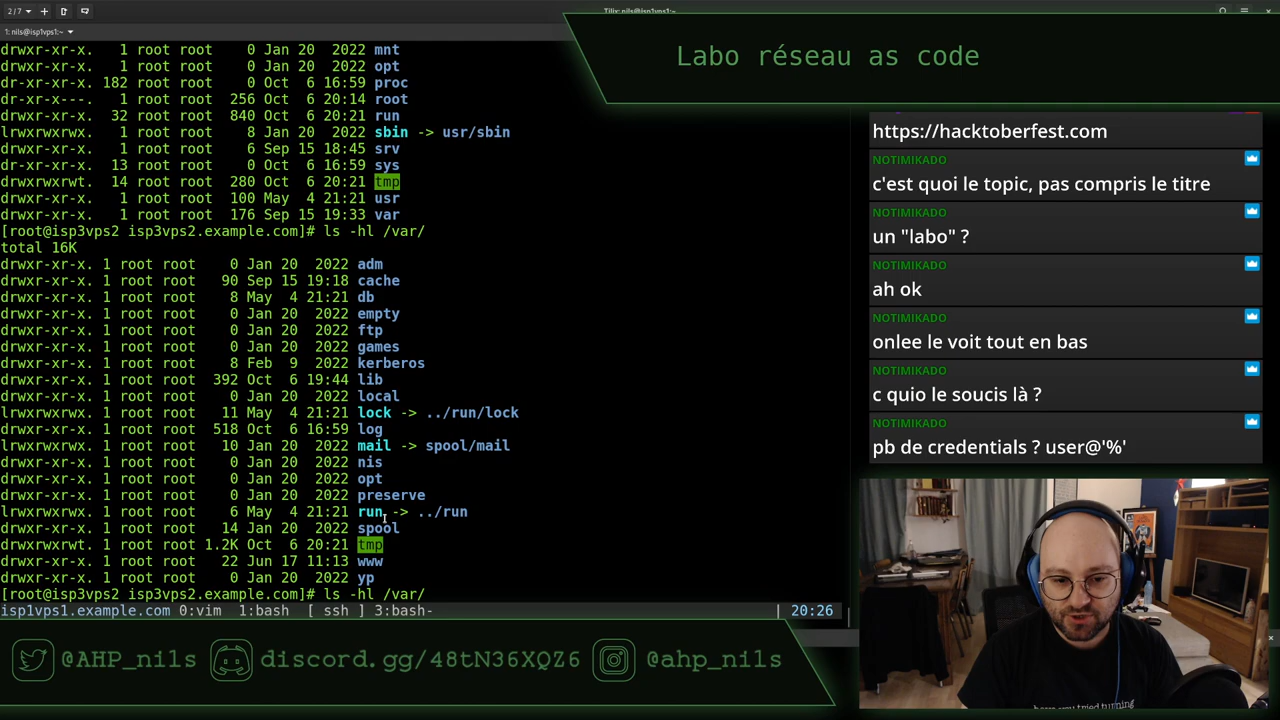 2/7
Tilix: nils@isp1vps1:~
1: nils@isp1vps1:~
drwxr-xr-x.   1 root root    0 Jan 20  2022 mnt
drwxr-xr-x.   1 root root    0 Jan 20  2022 opt
dr-xr-xr-x. 182 root root    0 Oct  6 16:59 proc
dr-xr-x---.   1 root root  256 Oct  6 20:14 root
drwxr-xr-x.  32 root root  840 Oct  6 20:21 run
lrwxrwxrwx.   1 root root    8 Jan 20  2022 sbin -> usr/sbin
drwxr-xr-x.   1 root root    6 Sep 15 18:45 srv
dr-xr-xr-x.  13 root root    0 Oct  6 16:59 sys
drwxrwxrwt.  14 root root  280 Oct  6 20:21 tmp
drwxr-xr-x.   1 root root  100 May  4 21:21 usr
drwxr-xr-x.   1 root root  176 Sep 15 19:33 var
[root@isp3vps2 isp3vps2.example.com]# ls -hl /var/
total 16K
drwxr-xr-x. 1 root root    0 Jan 20  2022 adm
drwxr-xr-x. 1 root root   90 Sep 15 19:18 cache
drwxr-xr-x. 1 root root    8 May  4 21:21 db
drwxr-xr-x. 1 root root    0 Jan 20  2022 empty
drwxr-xr-x. 1 root root    0 Jan 20  2022 ftp
drwxr-xr-x. 1 root root    0 Jan 20  2022 games
drwxr-xr-x. 1 root root    8 Feb  9  2022 kerberos
drwxr-xr-x. 1 root root  392 Oct  6 19:44 lib
drwxr-xr-x. 1 root root    0 Jan 20  2022 local
lrwxrwxrwx. 1 root root   11 May  4 21:21 lock -> ../run/lock
drwxr-xr-x. 1 root root  518 Oct  6 16:59 log
lrwxrwxrwx. 1 root root   10 Jan 20  2022 mail -> spool/mail
drwxr-xr-x. 1 root root    0 Jan 20  2022 nis
drwxr-xr-x. 1 root root    0 Jan 20  2022 opt
drwxr-xr-x. 1 root root    0 Jan 20  2022 preserve
lrwxrwxrwx. 1 root root    6 May  4 21:21 run -> ../run
drwxr-xr-x. 1 root root   14 Jan 20  2022 spool
drwxrwxrwt. 1 root root 1.2K Oct  6 20:21 tmp
drwxr-xr-x. 1 root root   22 Jun 17 11:13 www
drwxr-xr-x. 1 root root    0 Jan 20  2022 yp
[root@isp3vps2 isp3vps2.example.com]# ls -hl /var/
isp1vps1.example.com 0:vim  1:bash  [ ssh ] 3:bash-  | 20:26
Labo réseau as code
https://hacktoberfest.com
NOTIMIKADO
c'est quoi le topic, pas compris le titre
NOTIMIKADO
un "labo" ?
NOTIMIKADO
ah ok
NOTIMIKADO
onlee le voit tout en bas
NOTIMIKADO
c quio le soucis là ?
NOTIMIKADO
pb de credentials ? user@'%'
@AHP_nils
discord.gg/48tN36XQZ6
@ahp_nils